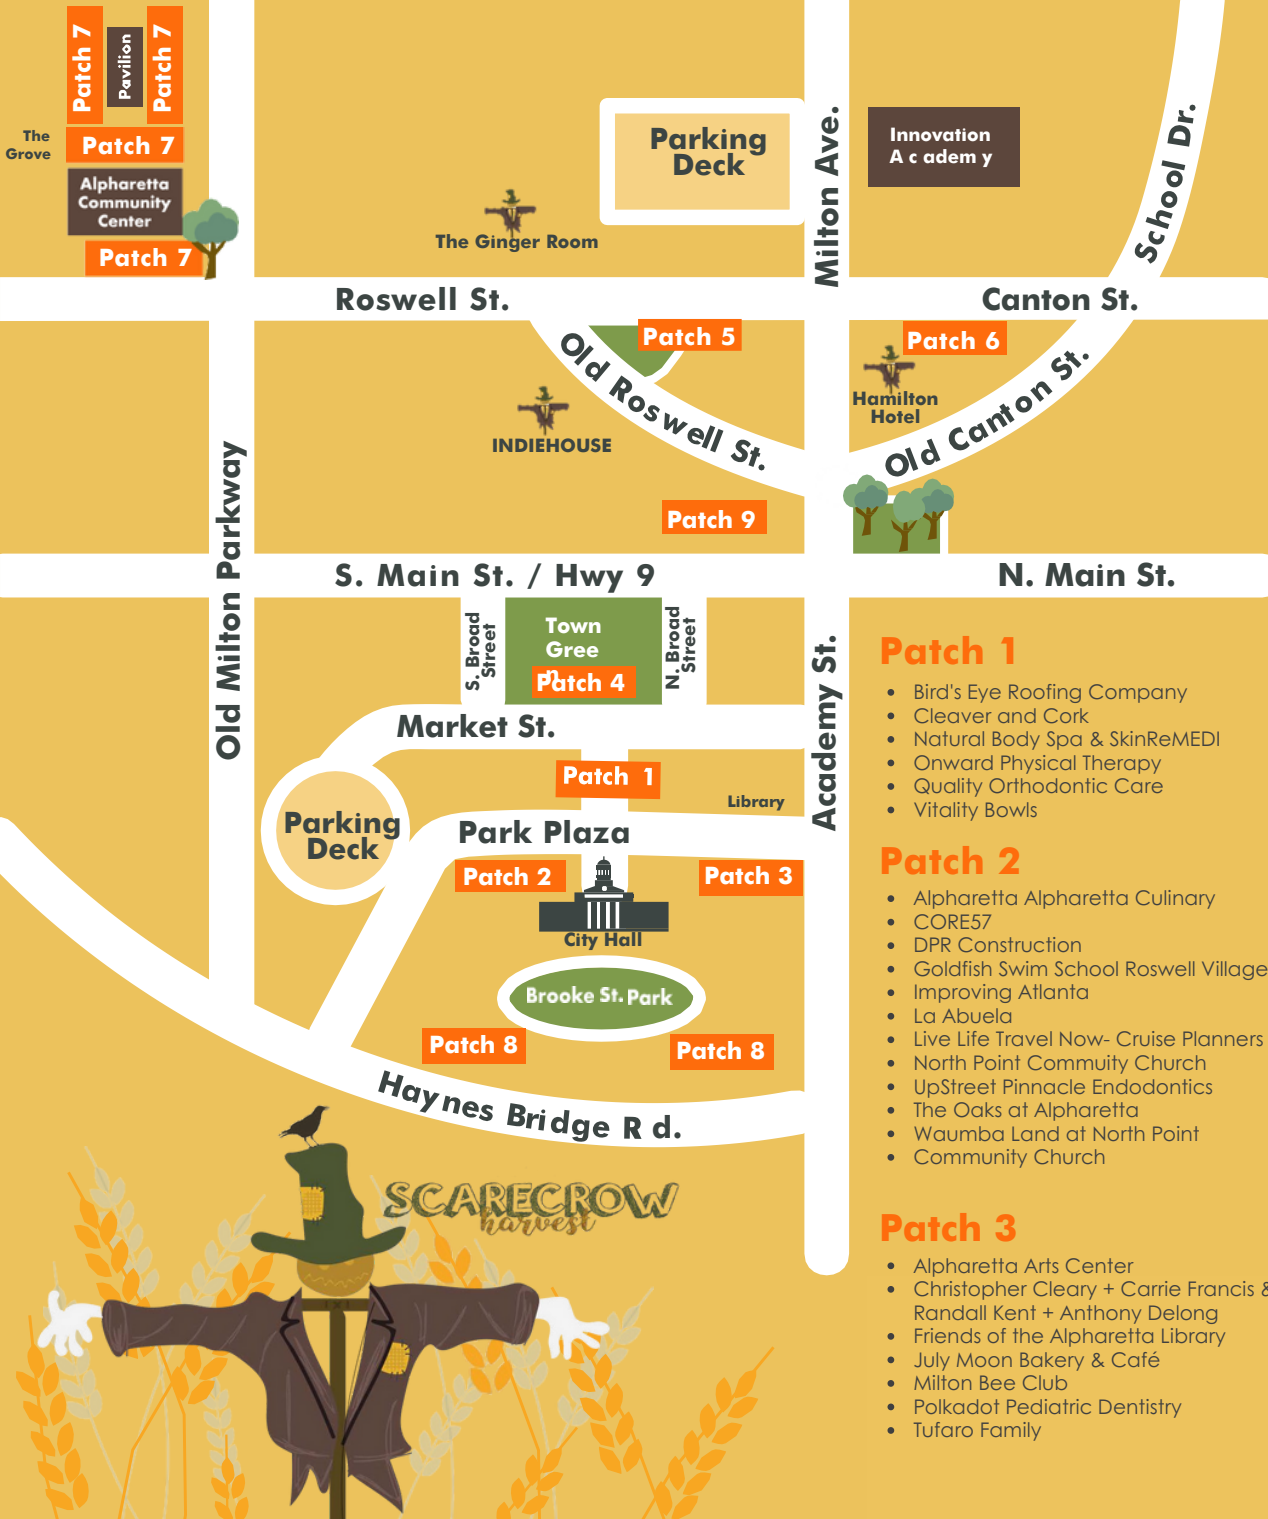 Patch 7
Pavilion
Patch 7
The
Grove
Patch 7
Alpharetta
Community
Center
Patch 7
Parking
Deck
Milton Ave.
Innovation
A c adem y
School Dr.
The Ginger Room
Roswell St.
Canton St.
Patch 5
Patch 6
Old Roswell St.
Hamilton
Hotel
Old Canton St.
INDIEHOUSE
Patch 9
Old Milton Parkway
S. Main St. / Hwy 9
N. Main St.
S. Broad
Street
Town
Gree
n
Patch 4
N. Broad
Street
Academy St.
Market St.
Patch 1
Library
Parking
Deck
Park Plaza
Patch 2
Patch 3
City Hall
Brooke St. Park
Patch 8
Patch 8
Haynes Bridge R d.
SCARECROW
harvest
Patch 1
• Bird's Eye Roofing Company
• Cleaver and Cork
• Natural Body Spa & SkinReMEDI
• Onward Physical Therapy
• Quality Orthodontic Care
• Vitality Bowls
Patch 2
• Alpharetta Alpharetta Culinary
• CORE57
• DPR Construction
• Goldfish Swim School Roswell Village
• Improving Atlanta
• La Abuela
• Live Life Travel Now- Cruise Planners
• North Point Commuity Church
• UpStreet Pinnacle Endodontics
• The Oaks at Alpharetta
• Waumba Land at North Point
• Community Church
Patch 3
• Alpharetta Arts Center
• Christopher Cleary + Carrie Francis &
Randall Kent + Anthony Delong
• Friends of the Alpharetta Library
• July Moon Bakery & Café
• Milton Bee Club
• Polkadot Pediatric Dentistry
• Tufaro Family